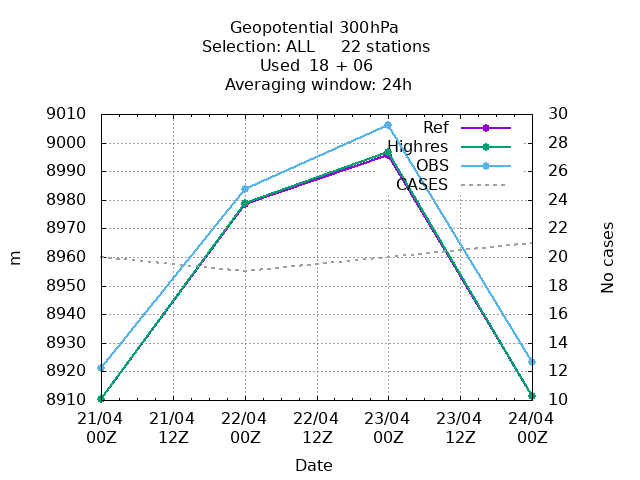 Geopotential 300hPa
Selection: ALL 22 stations
Used 18 + 06
Averaging window: 24h
9010 30
9000 28
8990 26
8980 24
8970 22
8960 20
8950 18
8940 16
8930 14
8920 12
8910 10
Ref
Highres
OBS
CASES
m
No cases
21/04 21/04 22/04 22/04 23/04 23/04 24/04
00Z 12Z 00Z 12Z 00Z 12Z 00Z
Date